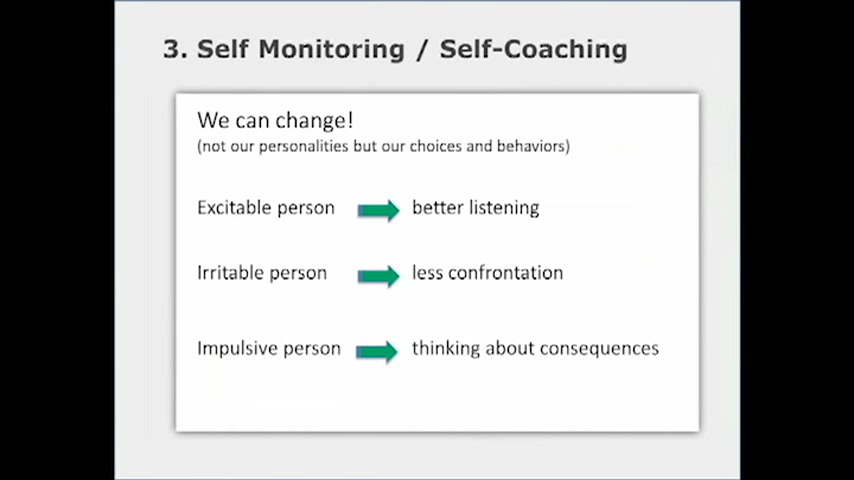 3. Self Monitoring / Self-Coaching
We can change!
(not our personalities but our choices and behaviors)
Excitable person better listening
Irritable person less confrontation
Impulsive person thinking about consequences